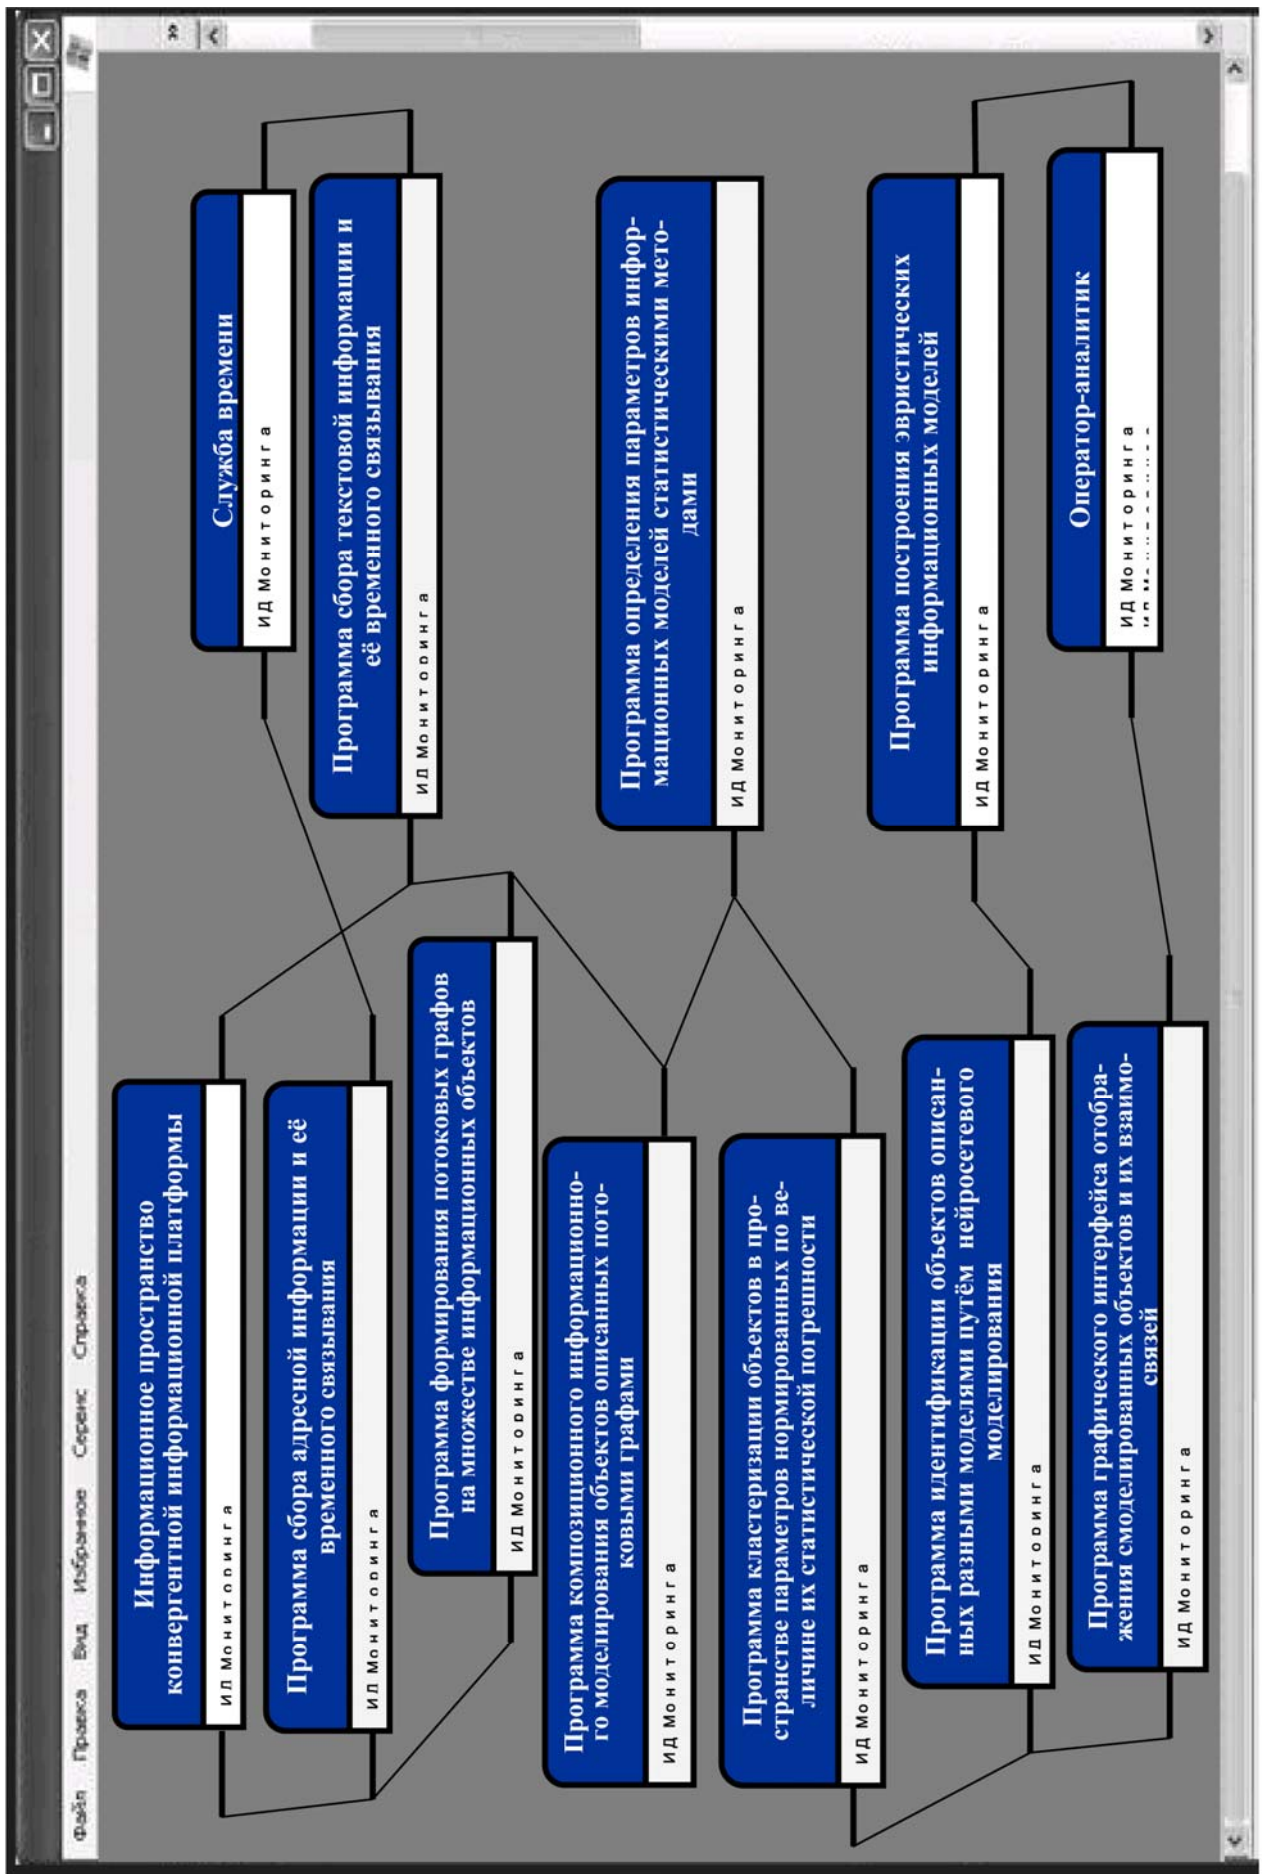 Файл
Правка
Вид
Избранное
Сервис
Справка
»
Информационное пространство
конвергентной информационной платформы
ИД Мониторинга
Служба времени
ИД Мониторинга
Программа сбора адресной информации и её
временного связывания
ИД Мониторинга
Программа сбора текстовой информации и
её временного связывания
ИД Мониторинга
Программа формирования потоковых графов
на множестве информационных объектов
ИД Мониторинга
Программа композиционного информационно-
го моделирования объектов описанных пото-
ковыми графами
ИД Мониторинга
Программа определения параметров инфор-
мационных моделей статистическими мето-
дами
ИД Мониторинга
Программа кластеризации объектов в про-
странстве параметров нормированных по ве-
личине их статистической погрешности
ИД Мониторинга
Программа построения эвристических
информационных моделей
ИД Мониторинга
Программа идентификации объектов описан-
ных разными моделями путём нейросетевого
моделирования
ИД Мониторинга
Оператор-аналитик
ИД Мониторинга
Программа графического интерфейса отобра-
жения смоделированных объектов и их взаимо-
связей
ИД Мониторинга